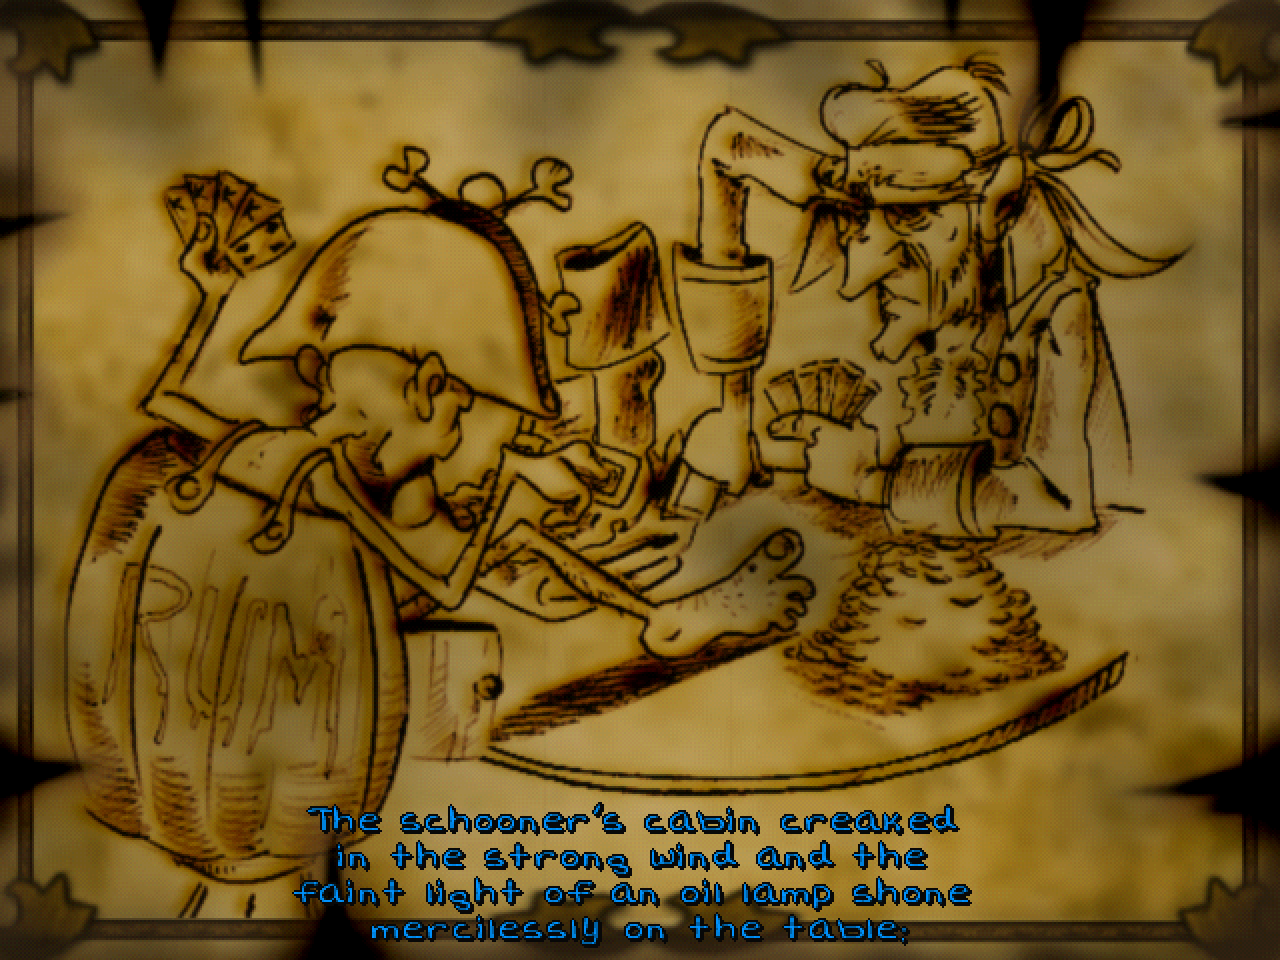 K K K K
RUM
The schooner's cabin creaked
in the strong wind and the
faint light of an oil lamp shone
mercilessly on the table;